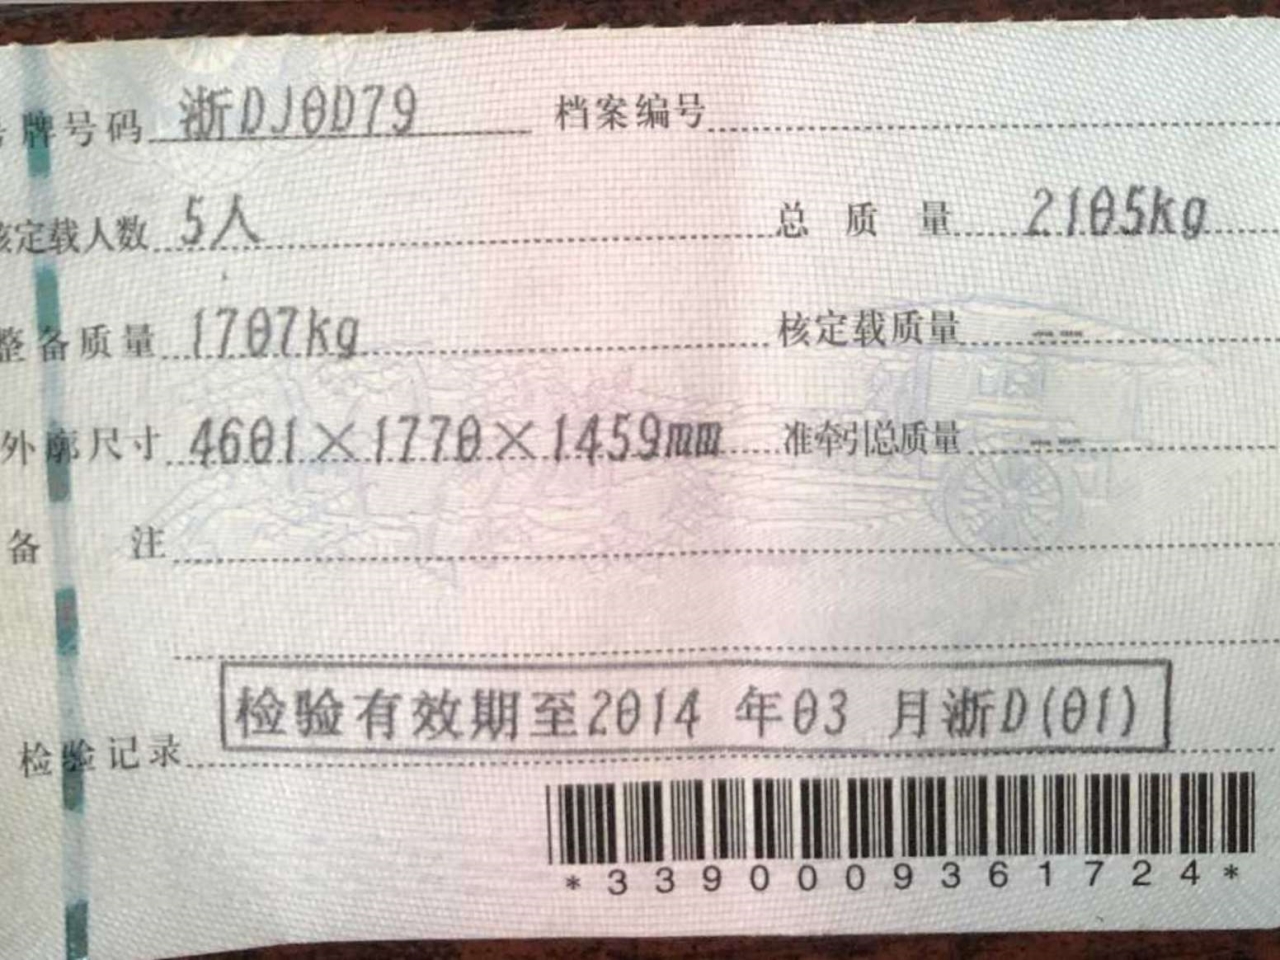 号牌号码 浙DJ0D79 档案编号
核定载人数 5人 总质量 2105kg
整备质量 1707kg 核定载质量 --
外廓尺寸 4601×1770×1459mm 准牵引总质量 --
备注
检验有效期至2014 年03 月浙D(01)
检验记录
*3390009361724*